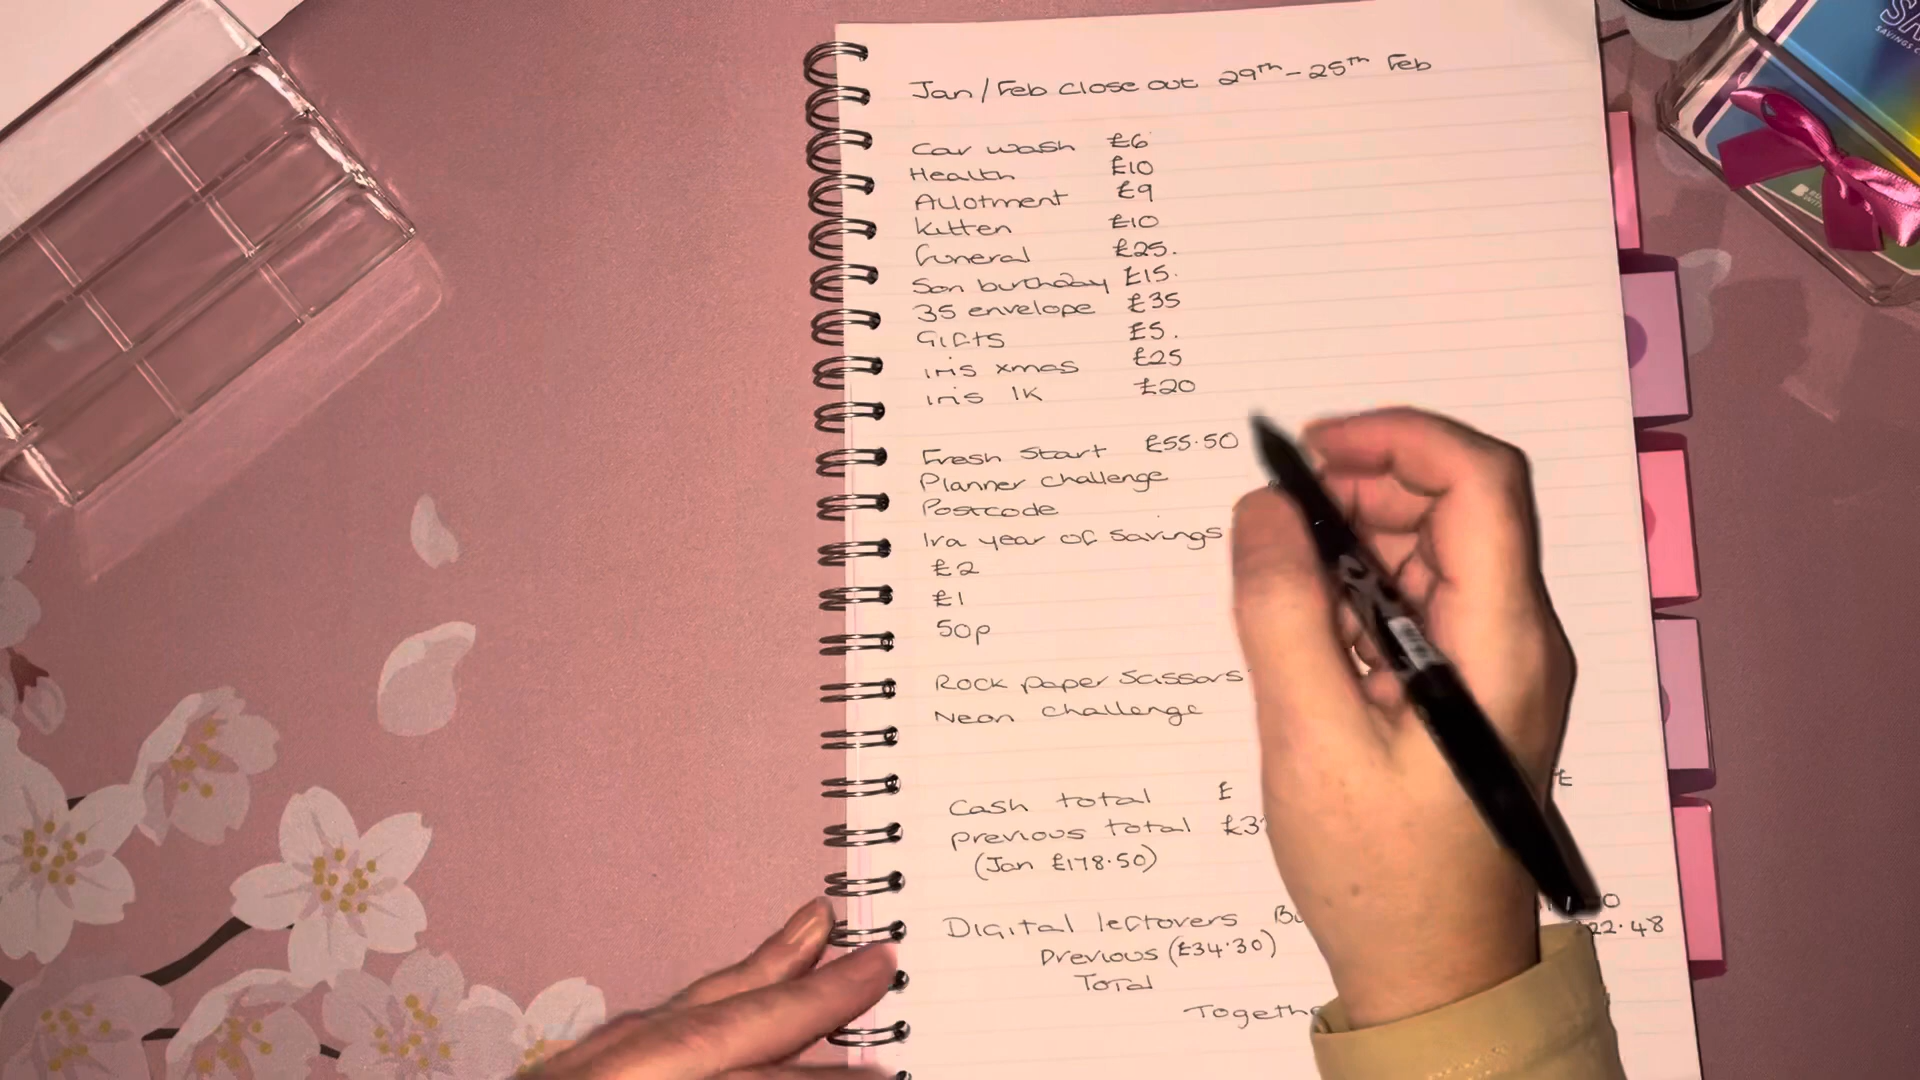 Jan/Feb close out 29th - 25th Feb
Car wash £6
Health £10
Allotment £9
Kitten £10
Funeral £25.
Son birthday £15.
35 envelope £35
Gifts £5.
iris xmas £25
iris 1K £20
Fresh Start £55.50
Planner challenge
Postcode
Ira year of savings
£2
£1
50p
Rock paper scissors
Neon challenge
Cash total £ £
previous total £3
(Jan £178.50)
Digital leftovers
Previous (£34.30) 22.48
Total